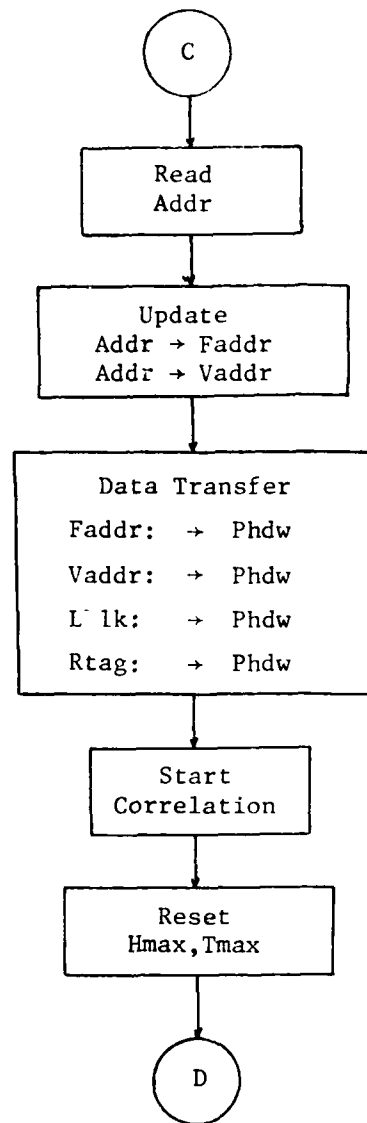 C
Read
Addr
Update
Addr → Faddr
Addr → Vaddr
Data Transfer
Faddr: → Phdw
Vaddr: → Phdw
→ Phdw
Rtag: → Phdw
Start
Correlation
Reset
Hmax,Tmax
D